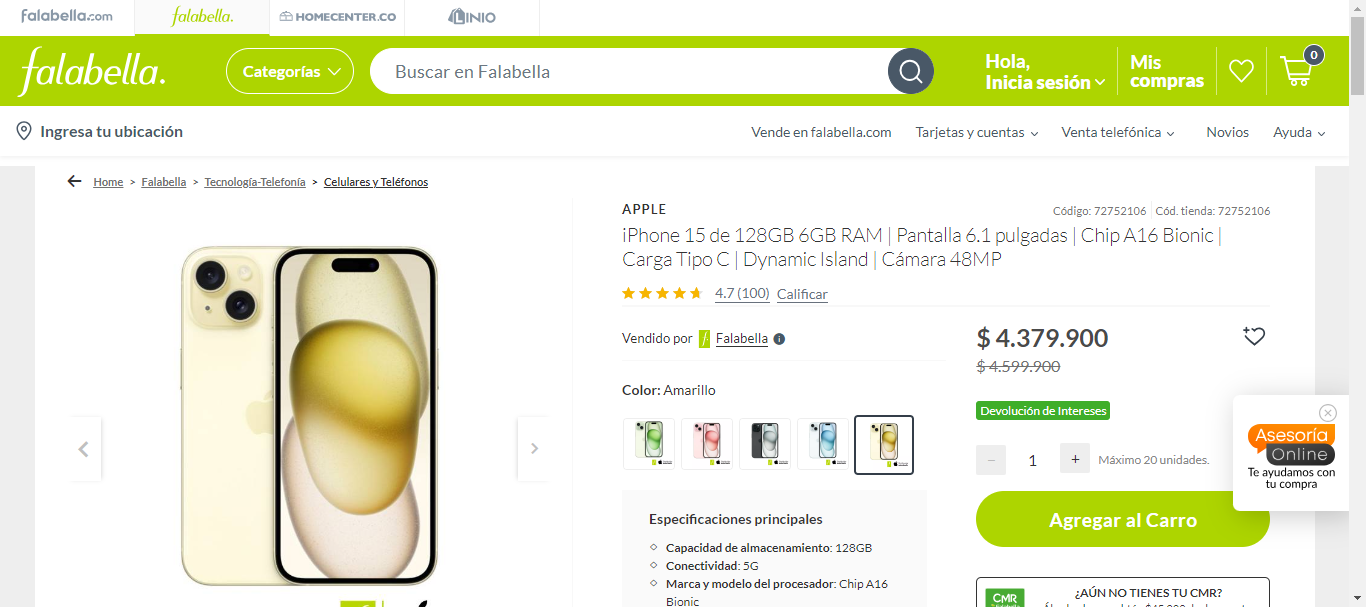 falabella.com
falabella.
HOMECENTER.CO
LINIO
falabella.
Categorías
Buscar en Falabella
Hola,
Inicia sesión
Mis
compras
0
Ingresa tu ubicación
Vende en falabella.com
Tarjetas y cuentas
Venta telefónica
Novios
Ayuda
Home > Falabella > Tecnología-Telefonía > Celulares y Teléfonos
APPLE
Código: 72752106
Cód. tienda: 72752106
iPhone 15 de 128GB 6GB RAM | Pantalla 6.1 pulgadas | Chip A16 Bionic |
Carga Tipo C | Dynamic Island | Cámara 48MP
4.7 (100)
Calificar
Vendido por Falabella
$ 4.379.900
$ 4.599.900
Color: Amarillo
Devolución de Intereses
− 1 +
Máximo 20 unidades.
Asesoría
Online
Te ayudamos con
tu compra
Agregar al Carro
Especificaciones principales
Capacidad de almacenamiento: 128GB
Conectividad: 5G
Marca y modelo del procesador: Chip A16
Bionic
CMR
¿AÚN NO TIENES TU CMR?